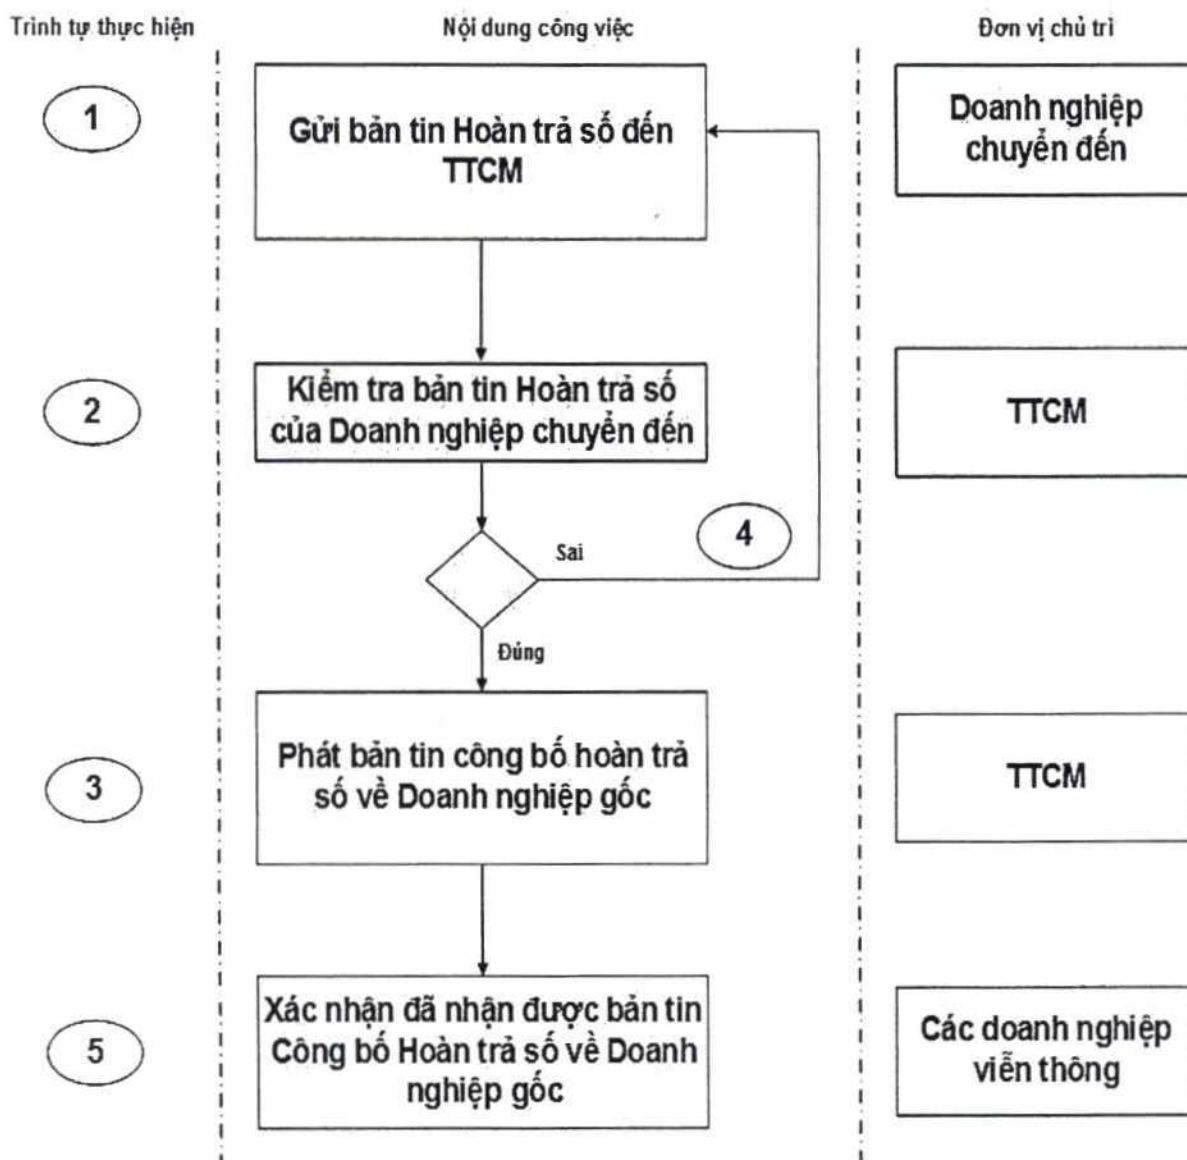 Trình tự thực hiện
Nội dung công việc
Đơn vị chủ trì
1
Gửi bản tin Hoàn trả số đến
TTCM
Doanh nghiệp
chuyển đến
2
Kiểm tra bản tin Hoàn trả số
của Doanh nghiệp chuyển đến
TTCM
4
Sai
Đúng
3
Phát bản tin công bố hoàn trả
số về Doanh nghiệp gốc
TTCM
5
Xác nhận đã nhận được bản tin
Công bố Hoàn trả số về Doanh
nghiệp gốc
Các doanh nghiệp
viễn thông